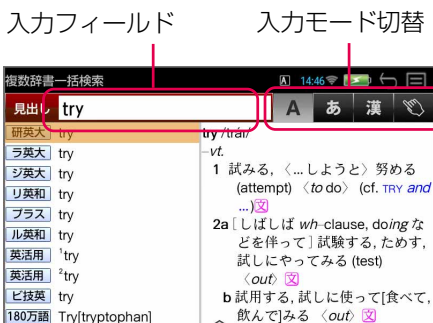 入力フィールド
入力モード切替
複数辞書一括検索
A 14:46
見出し try
A あ 漢
研英大 try
ラ英大 try
ジ英大 try
リ英和 try
プラス try
ル英和 try
英活用 ¹try
英活用 ²try
ビ技英 try
180万語 Try[tryptophan]
try /tráɪ/
–vt.
1 試みる, 〈...しようと〉努める
(attempt) 〈to do〉 (cf. TRY and
...)文
2a [しばしば wh-clause, doing な
どを伴って] 試験する, ためす,
試しにやってみる (test)
〈out〉 文
b 試用する, 試しに使って[食べて,
飲んで]みる 〈out〉 文